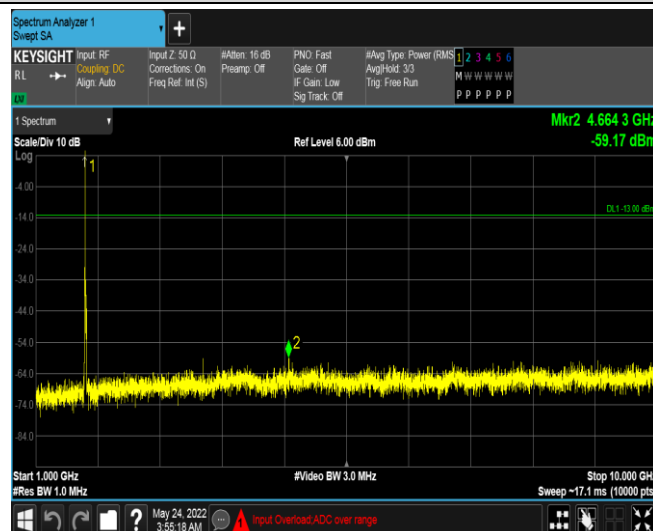 Spectrum Analyzer 1
Swept SA
+
KEYSIGHT
RL
Input: RF
Coupling: DC
Align: Auto
Input Z: 50 Ω
Corrections: On
Freq Ref: Int (S)
#Atten: 16 dB
Preamp: Off
PNO: Fast
Gate: Off
IF Gain: Low
Sig Track: Off
#Avg Type: Power (RMS
Avg|Hold: 3/3
Trig: Free Run
1 2 3 4 5 6
M W W W W W
P P P P P P
1 Spectrum
Mkr2 4.664 3 GHz
Scale/Div 10 dB
Ref Level 6.00 dBm
-59.17 dBm
Log
1
-4.00
DL1 -13.00 dBm
-14.0
-24.0
-34.0
-44.0
-54.0
2
-64.0
-74.0
-84.0
Start 1.000 GHz
#Video BW 3.0 MHz
Stop 10.000 GHz
#Res BW 1.0 MHz
Sweep ~17.1 ms (10000 pts)
?
May 24, 2022
3:55:18 AM
Input Overload;ADC over range